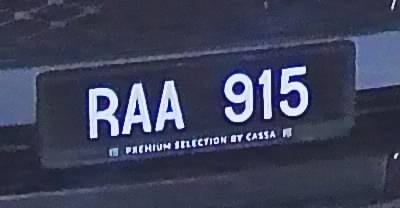 RAA 915
PREMIUM SELECTION BY CASSA